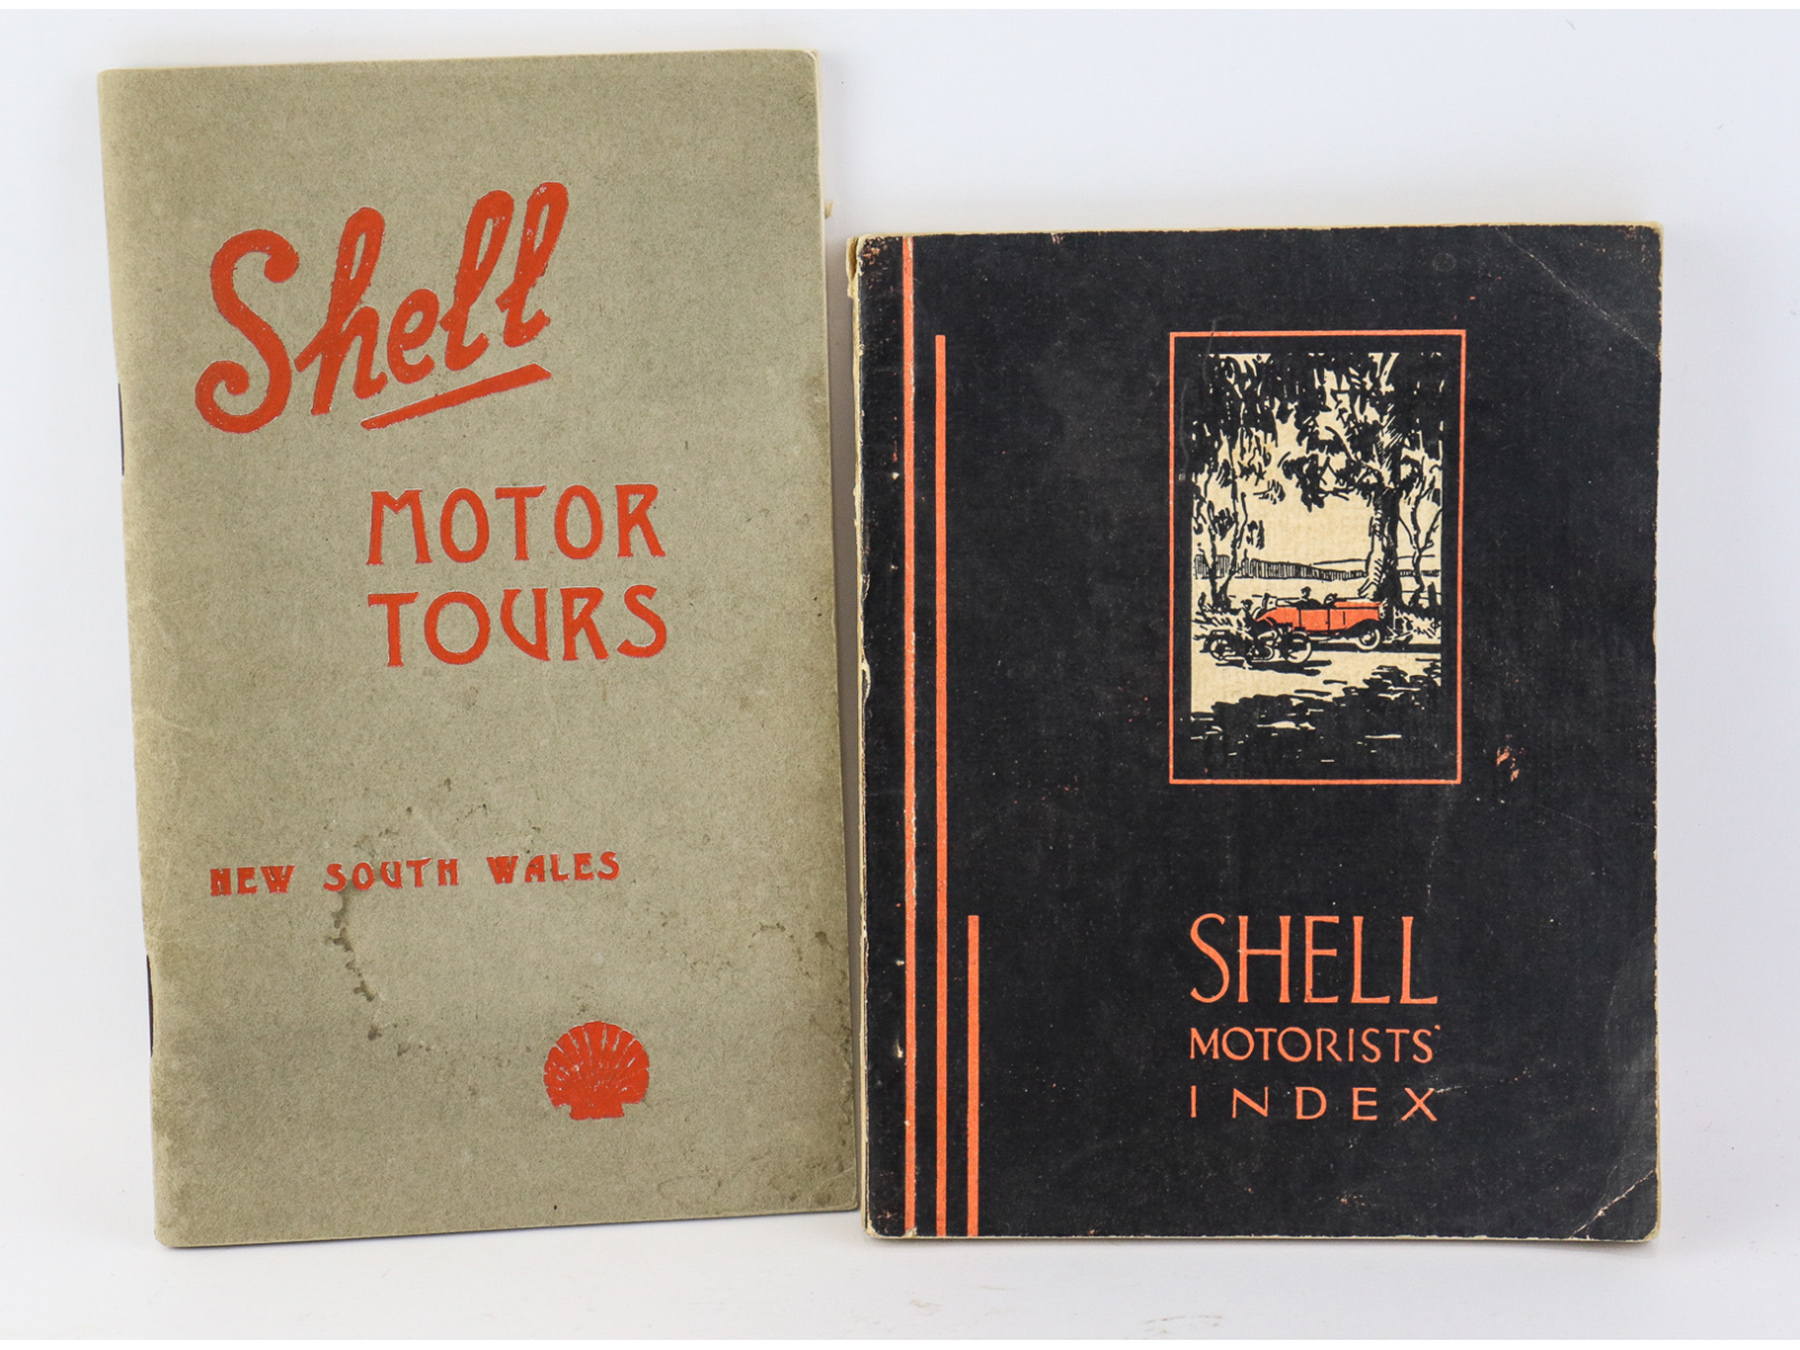 Shell
MOTOR
TOURS
NEW SOUTH WALES
SHELL
MOTORISTS'
INDEX